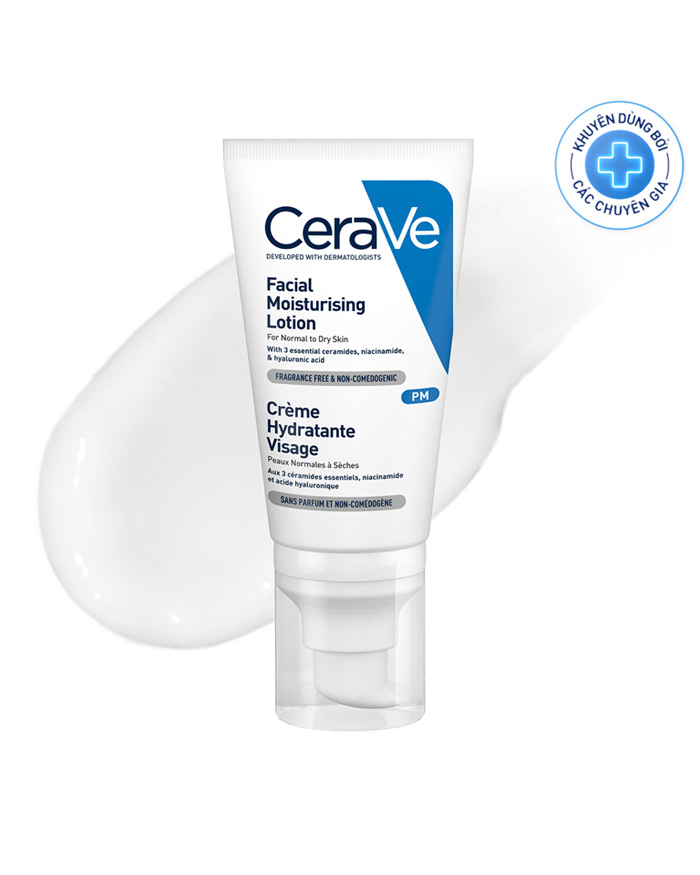 CeraVe
DEVELOPED WITH DERMATOLOGISTS
Facial
Moisturising
Lotion
For Normal to Dry Skin
With 3 essential ceramides, niacinamide,
& hyaluronic acid
FRAGRANCE FREE & NON-COMEDOGENIC
PM
Crème
Hydratante
Visage
Peaux Normales à Sèches
Aux 3 céramides essentiels, niacinamide
et acide hyaluronique
SANS PARFUM ET NON-COMÉDOGÈNE
KHUYÊN DÙNG BỞI
CÁC CHUYÊN GIA